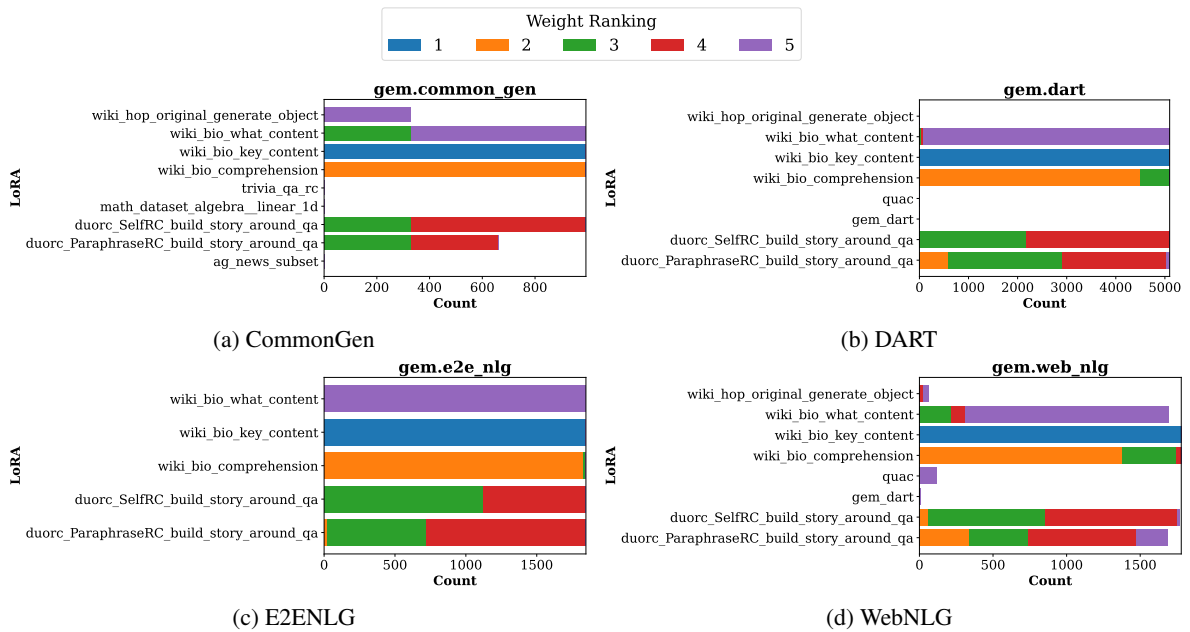 Weight Ranking
1 2 3 4 5
gem.common_gen
wiki_hop_original_generate_object
wiki_bio_what_content
wiki_bio_key_content
wiki_bio_comprehension
trivia_qa_rc
math_dataset_algebra__linear_1d
duorc_SelfRC_build_story_around_qa
duorc_ParaphraseRC_build_story_around_qa
ag_news_subset
LoRA
0 200 400 600 800
Count
(a) CommonGen
gem.dart
wiki_hop_original_generate_object
wiki_bio_what_content
wiki_bio_key_content
wiki_bio_comprehension
quac
gem_dart
duorc_SelfRC_build_story_around_qa
duorc_ParaphraseRC_build_story_around_qa
LoRA
0 1000 2000 3000 4000 5000
Count
(b) DART
gem.e2e_nlg
wiki_bio_what_content
wiki_bio_key_content
wiki_bio_comprehension
duorc_SelfRC_build_story_around_qa
duorc_ParaphraseRC_build_story_around_qa
LoRA
0 500 1000 1500
Count
(c) E2ENLG
gem.web_nlg
wiki_hop_original_generate_object
wiki_bio_what_content
wiki_bio_key_content
wiki_bio_comprehension
quac
gem_dart
duorc_SelfRC_build_story_around_qa
duorc_ParaphraseRC_build_story_around_qa
LoRA
0 500 1000 1500
Count
(d) WebNLG